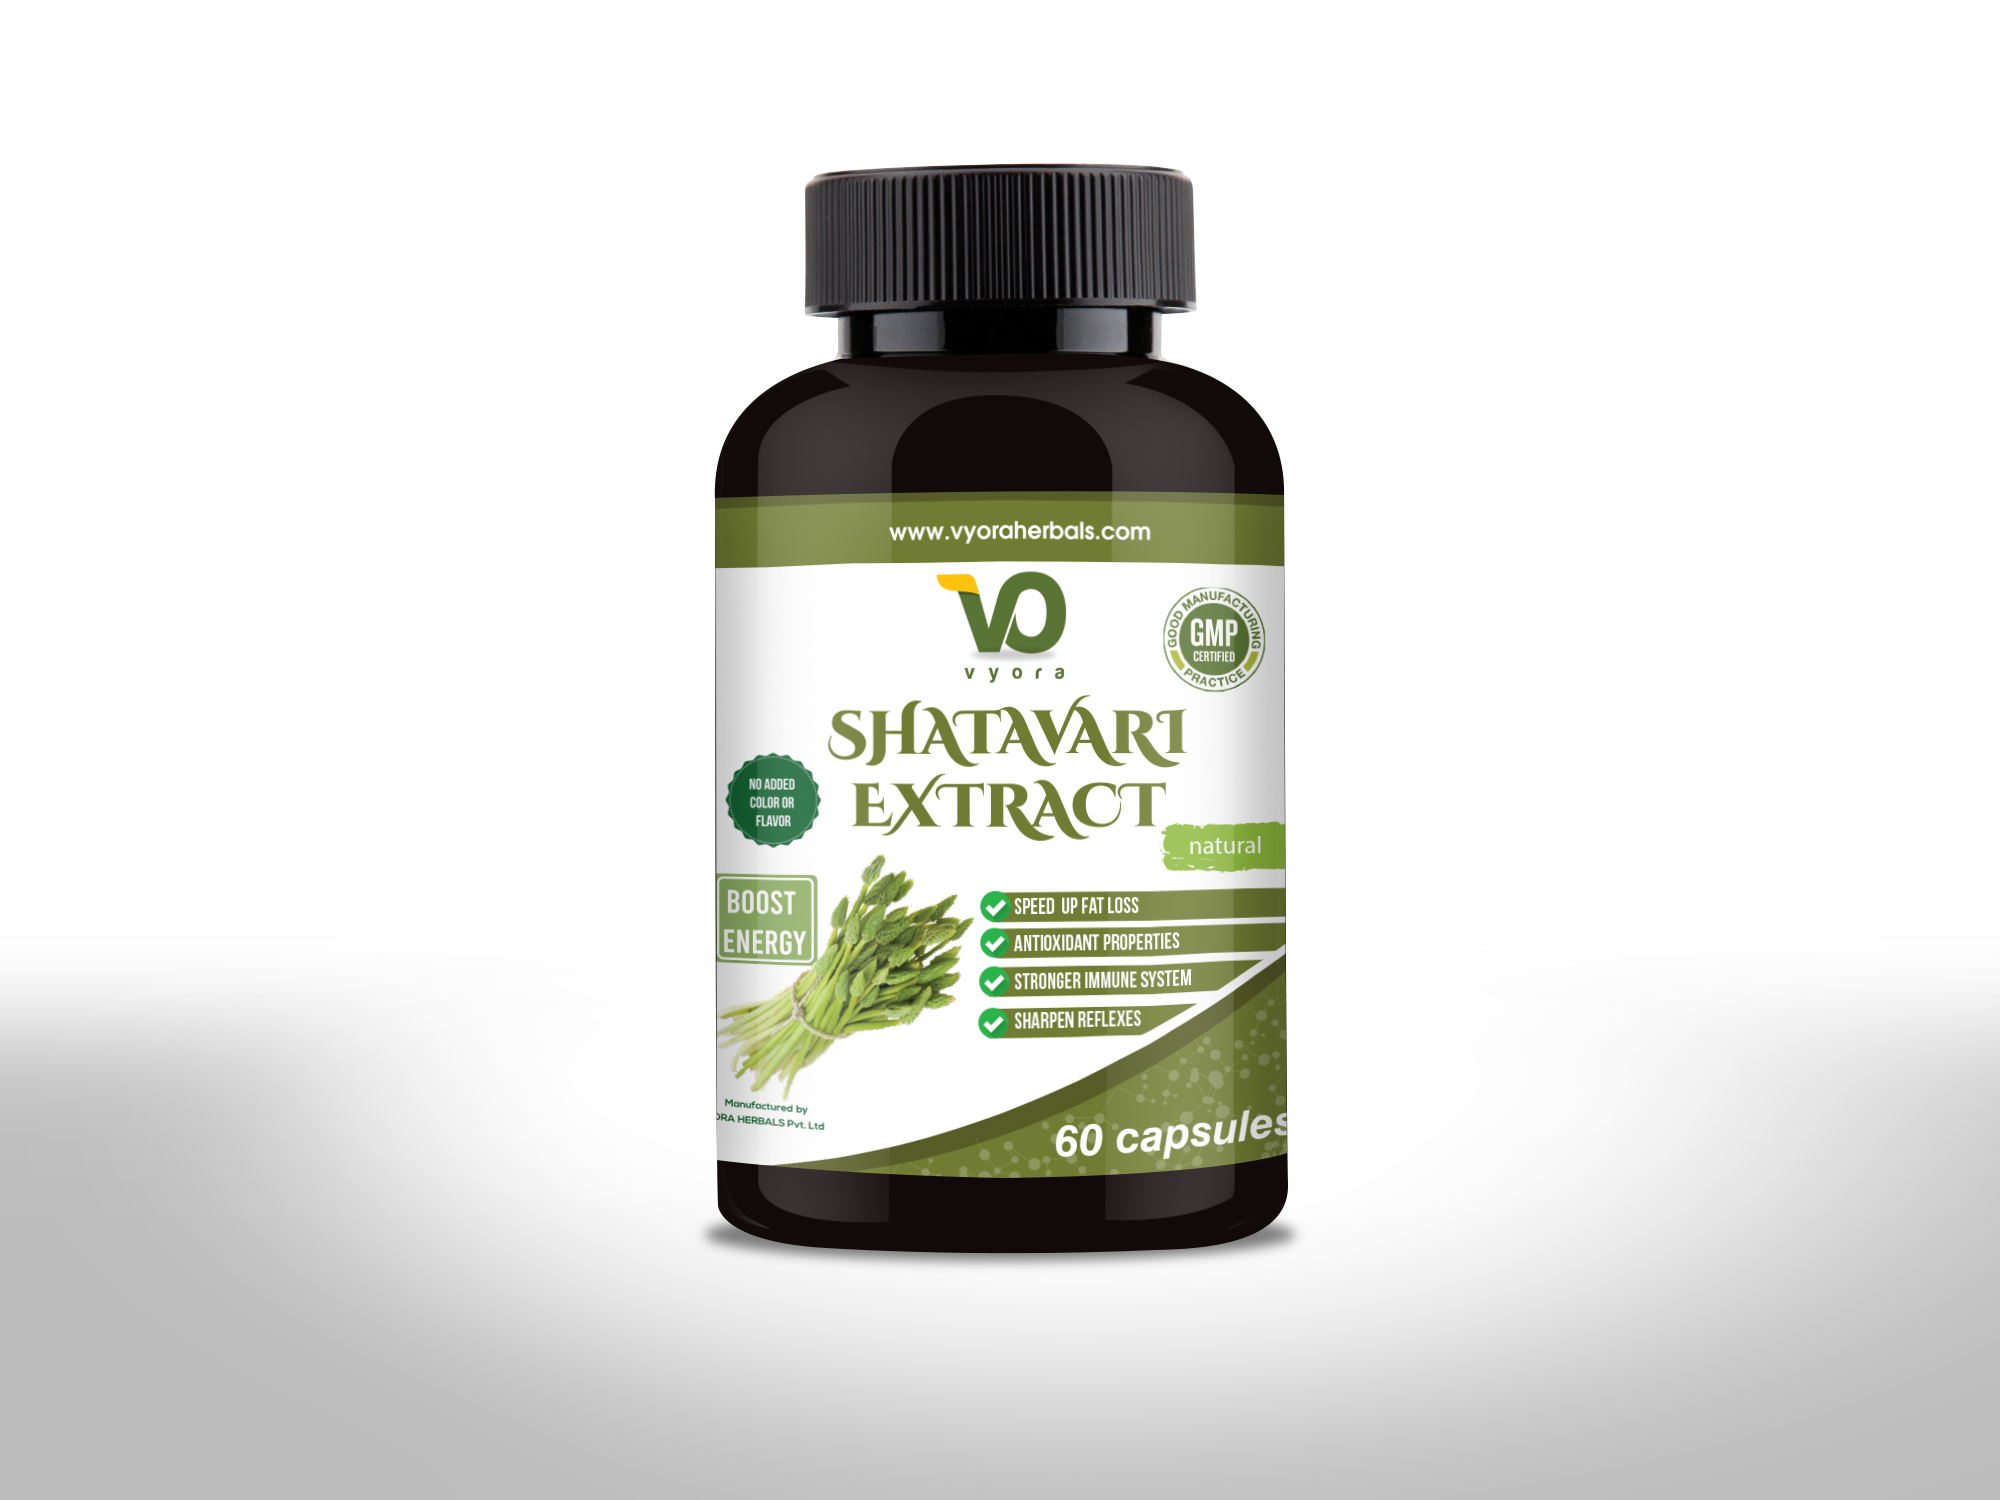 www.vyoraherbals.com
VO
vyora
GOOD MANUFACTURING
GMP
CERTIFIED
PRACTICE
SHATAVARI
EXTRACT
NO ADDED
COLOR OR
FLAVOR
natural
BOOST
ENERGY
SPEED UP FAT LOSS
ANTIOXIDANT PROPERTIES
STRONGER IMMUNE SYSTEM
SHARPEN REFLEXES
Manufactured by
ORA HERBALS Pvt. Ltd
60 capsules